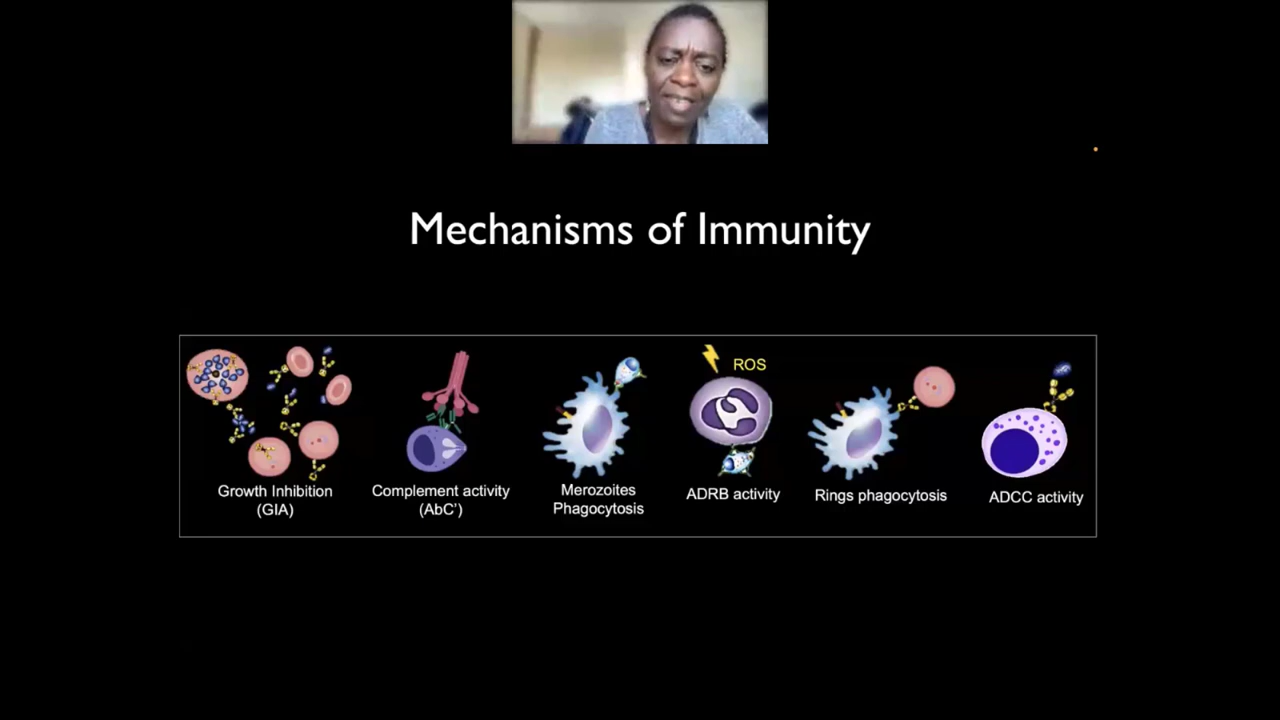 Mechanisms of Immunity
ROS
Growth Inhibition
(GIA)
Complement activity
(AbC')
Merozoites
Phagocytosis
ADRB activity
Rings phagocytosis
ADCC activity